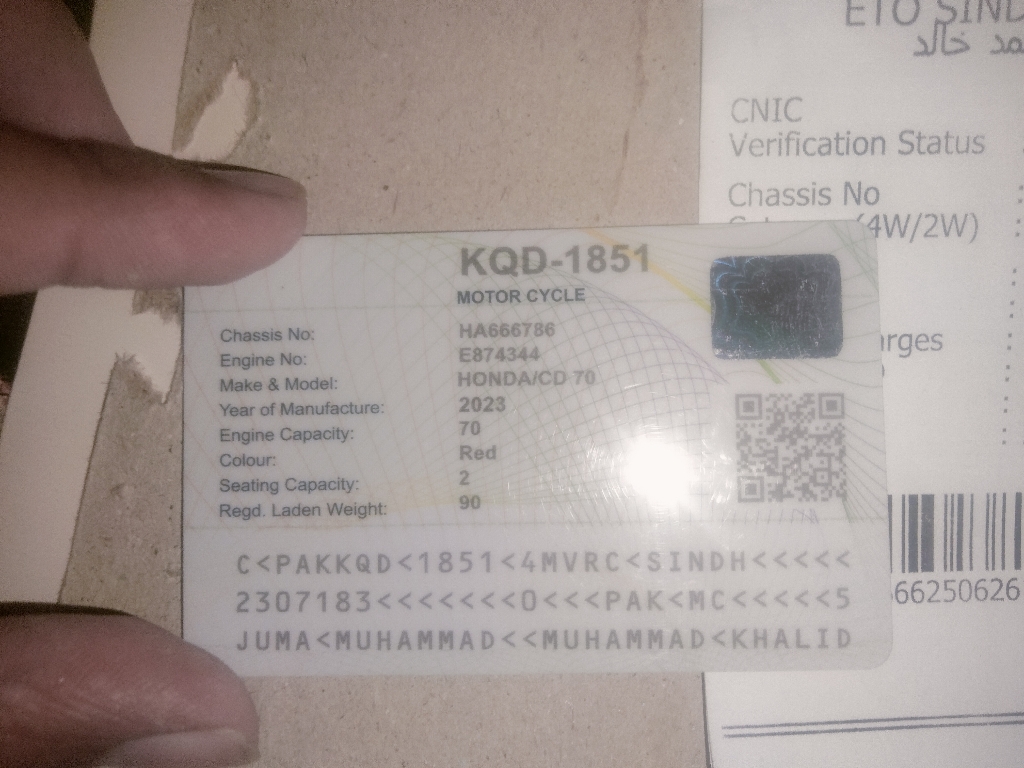 ETO SIND
مد خالد
CNIC
Verification Status :
Chassis No :
(4W/2W)
KQD-1851
MOTOR CYCLE
Chassis No: HA666786
Engine No: E874344
Make & Model: HONDA/CD 70
Year of Manufacture: 2023
Engine Capacity: 70
Colour: Red
Seating Capacity: 2
Regd. Laden Weight: 90
C<PAKKQD<1851<4MVRC<SINDH<<<<<
2307183<<<<<<<0<<<PAK<MC<<<<<5
JUMA<MUHAMMAD<<MUHAMMAD<KHALID
arges
66250626